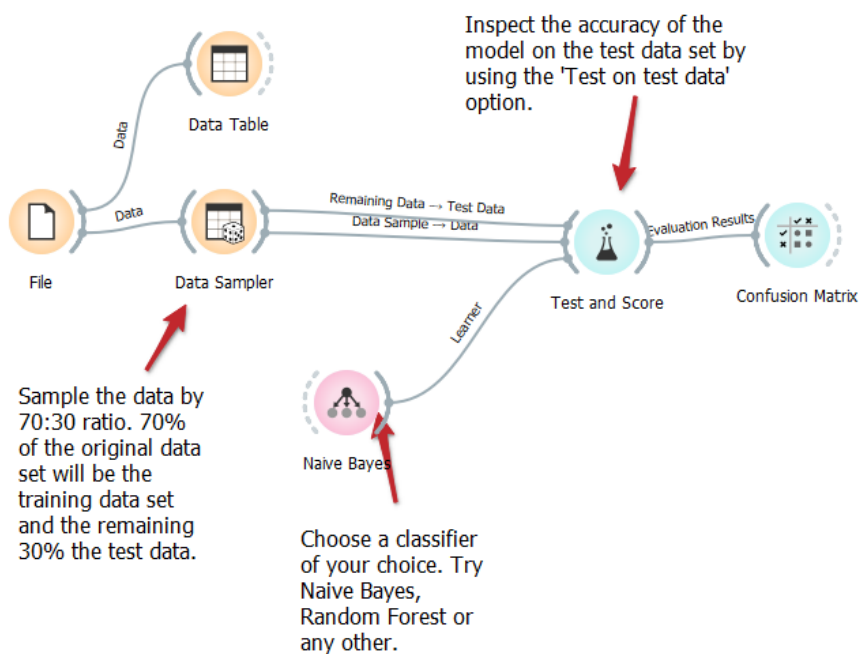 Inspect the accuracy of the
model on the test data set by
using the 'Test on test data'
option.
Data Table
Data
Data
Remaining Data → Test Data
Data Sample → Data
Evaluation Results
File
Data Sampler
Test and Score
Confusion Matrix
Learner
Sample the data by
70:30 ratio. 70%
of the original data
set will be the
training data set
and the remaining
30% the test data.
Naive Bayes
Choose a classifier
of your choice. Try
Naive Bayes,
Random Forest or
any other.